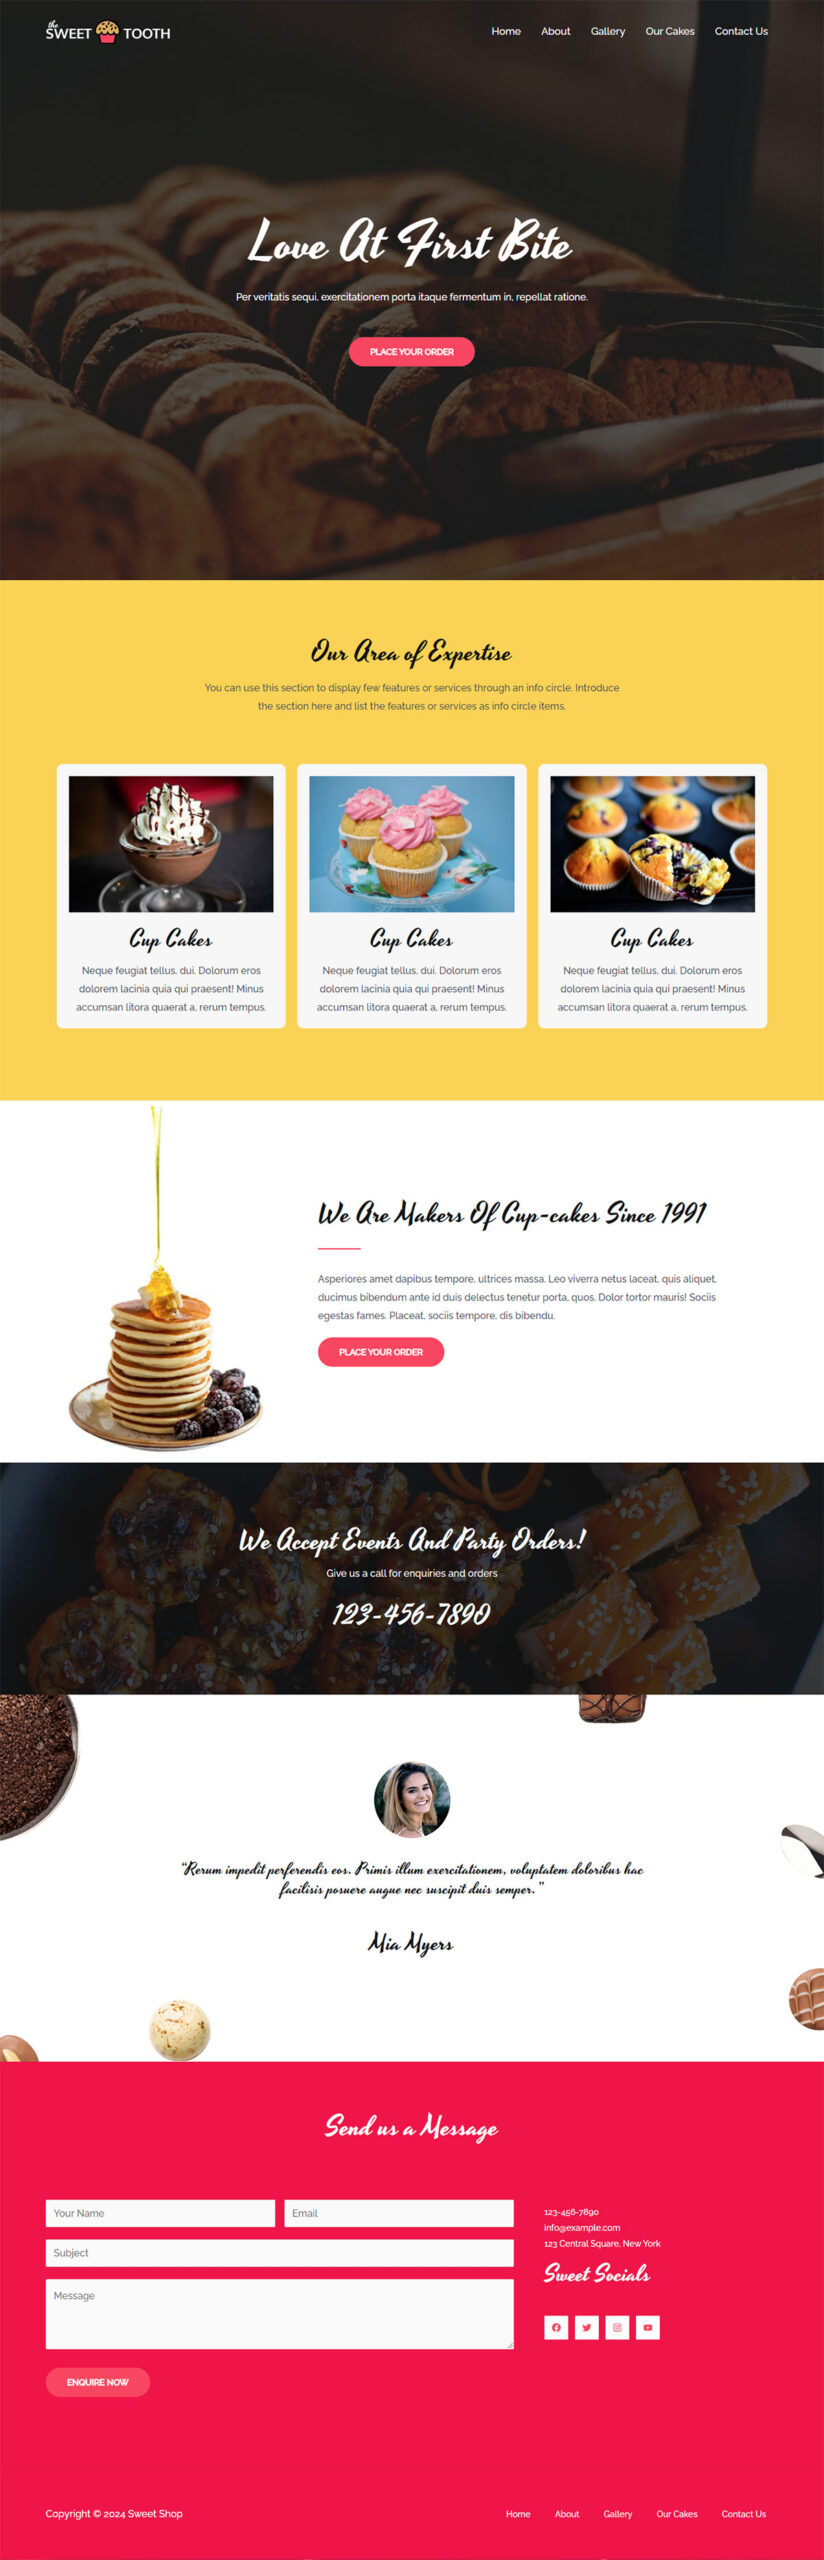 the
SWEET TOOTH
Home About Gallery Our Cakes Contact Us
Love At First Bite
Per veritatis sequi, exercitationem porta itaque fermentum in, repellat ratione.
PLACE YOUR ORDER
Our Area of Expertise
You can use this section to display few features or services through an info circle. Introduce
the section here and list the features or services as info circle items.
Cup Cakes
Neque feugiat tellus, dui. Dolorum eros
dolorem lacinia quia qui praesent! Minus
accumsan litora quaerat a, rerum tempus.
Cup Cakes
Neque feugiat tellus, dui. Dolorum eros
dolorem lacinia quia qui praesent! Minus
accumsan litora quaerat a, rerum tempus.
Cup Cakes
Neque feugiat tellus, dui. Dolorum eros
dolorem lacinia quia qui praesent! Minus
accumsan litora quaerat a, rerum tempus.
We Are Makers Of Cup-cakes Since 1991
Asperiores amet dapibus tempore, ultrices massa. Leo viverra netus laceat, quis aliquet,
ducimus bibendum ante id duis delectus tenetur porta, quos. Dolor tortor mauris! Sociis
egestas fames. Placeat, sociis tempore, dis bibendu.
PLACE YOUR ORDER
We Accept Events And Party Orders!
Give us a call for enquiries and orders
123-456-7890
“Rerum impedit perferendis eos. Primis illum exercitationem, voluptatem doloribus hac
facilisis posuere augue nec suscipit duis semper.”
Mia Myers
Send us a Message
Your Name
Email
Subject
Message
ENQUIRE NOW
123-456-7890
info@example.com
123 Central Square, New York
Sweet Socials
Copyright © 2024 Sweet Shop
Home About Gallery Our Cakes Contact Us